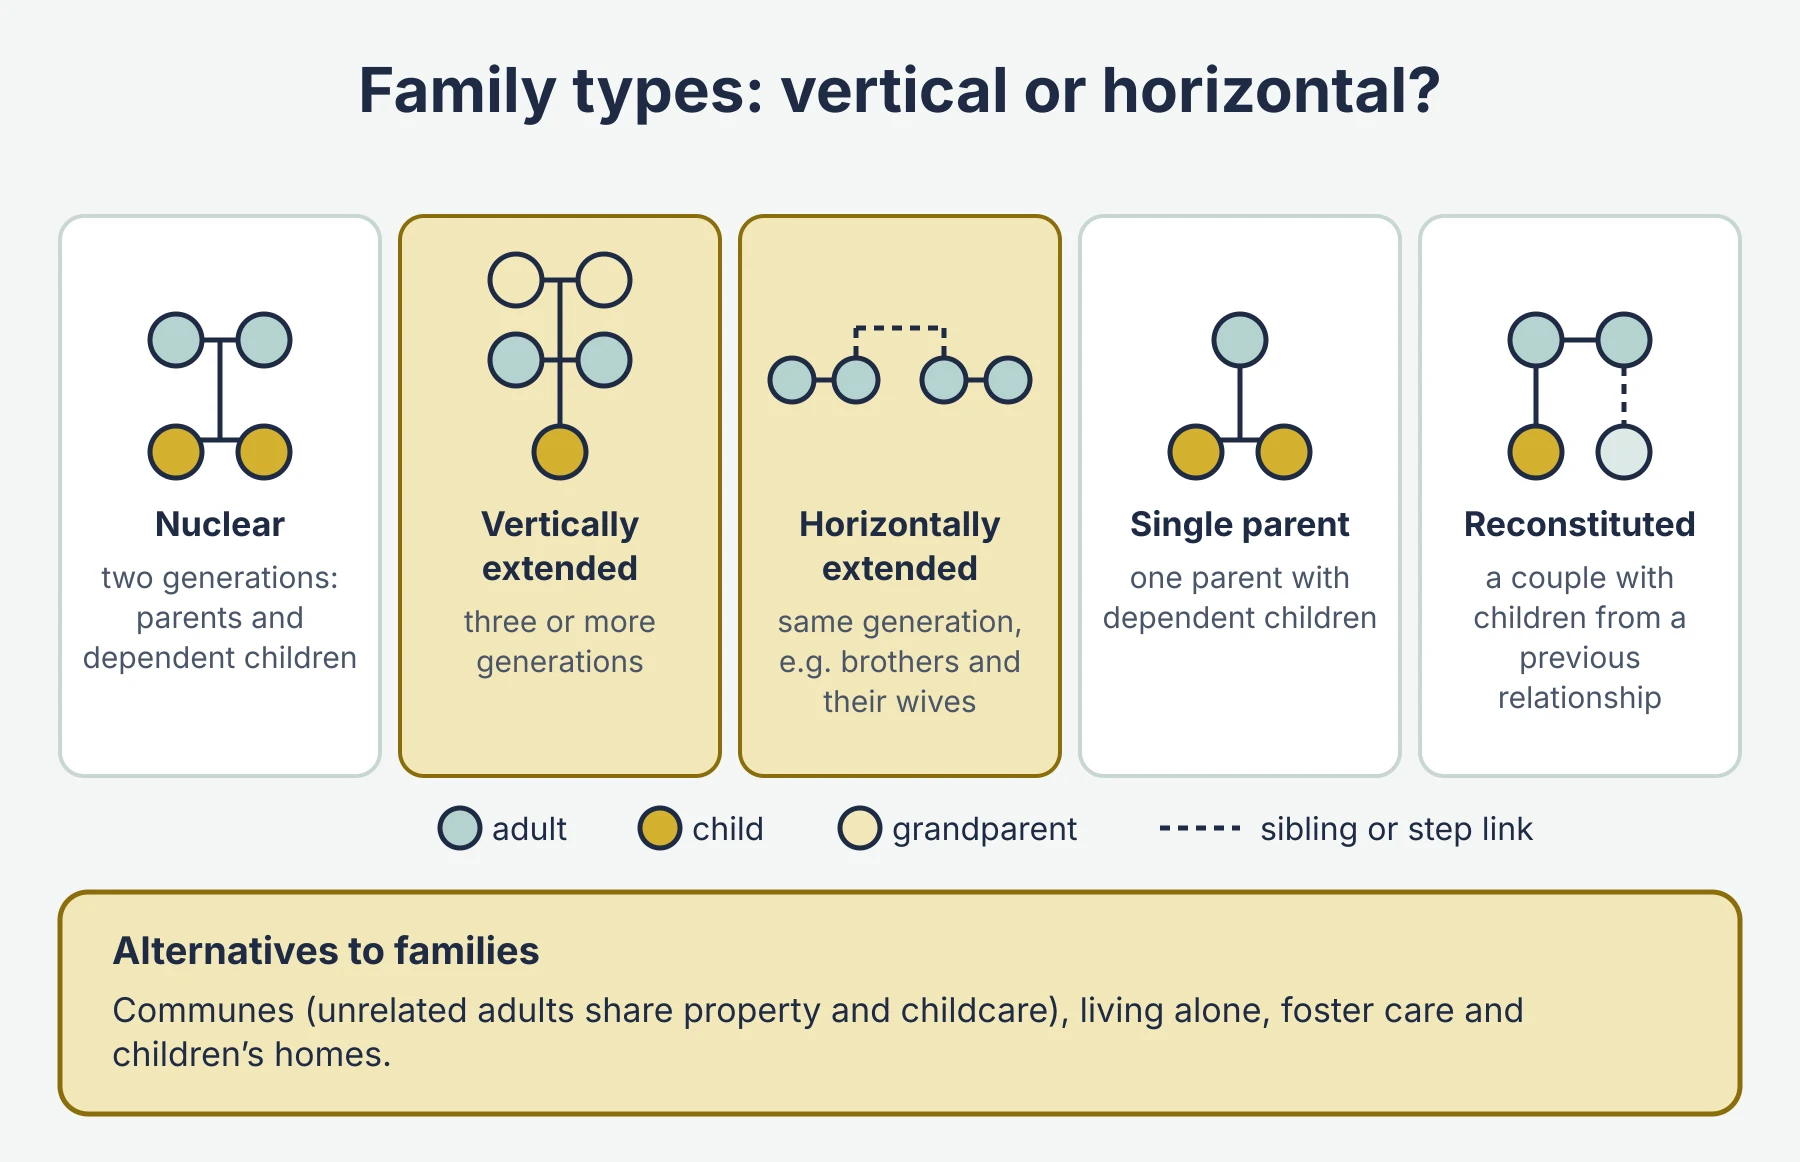 Family types: vertical or horizontal?
Nuclear
two generations:
parents and
dependent children
Vertically
extended
three or more
generations
Horizontally
extended
same generation,
e.g. brothers and
their wives
Single parent
one parent with
dependent children
Reconstituted
a couple with
children from a
previous
relationship
adult
child
grandparent
sibling or step link
Alternatives to families
Communes (unrelated adults share property and childcare), living alone, foster care and
children’s homes.